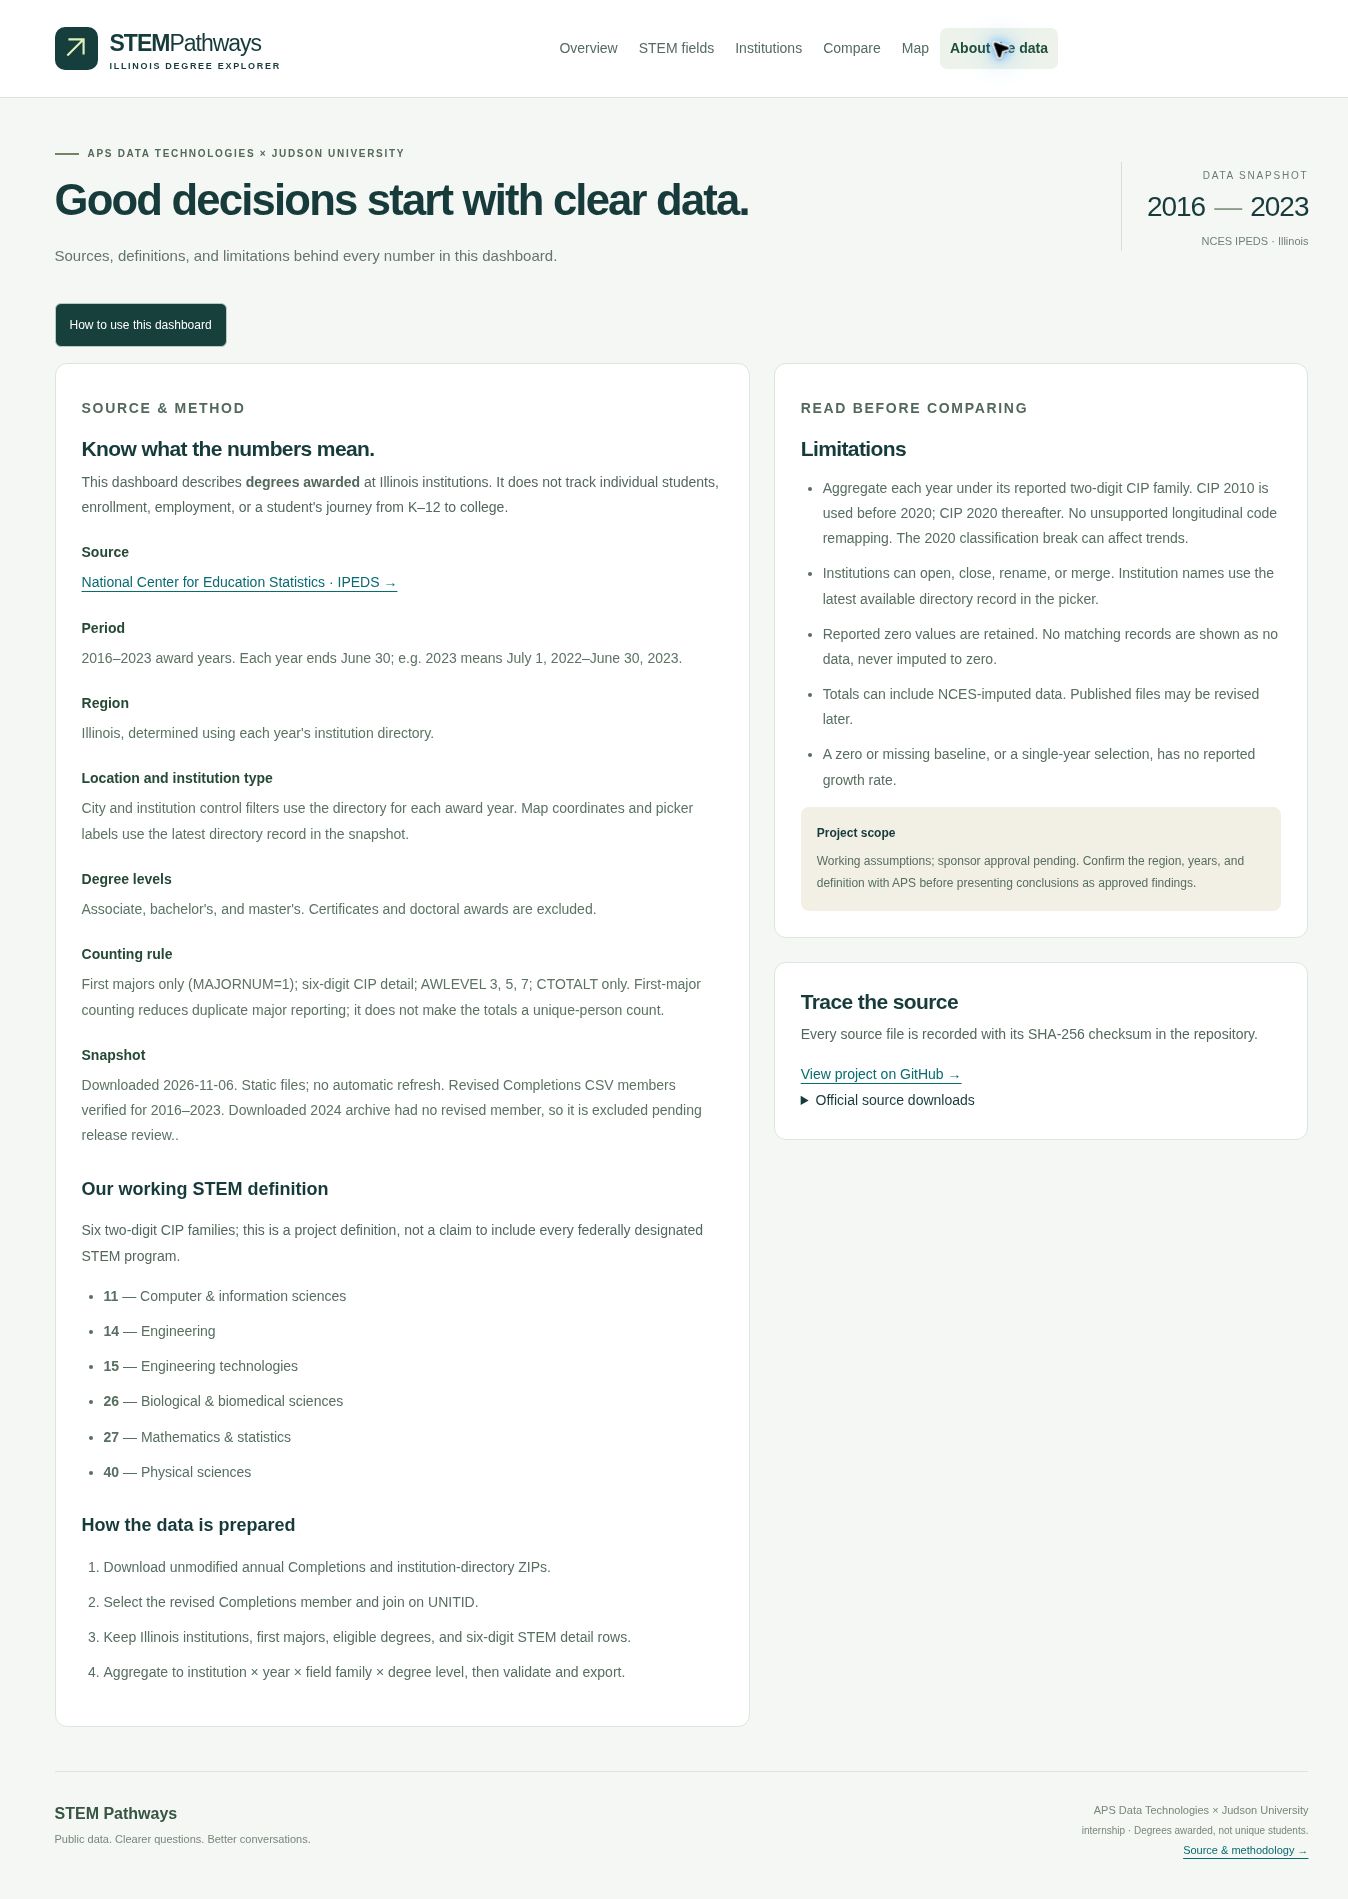 STEMPathways
ILLINOIS DEGREE EXPLORER
Overview
STEM fields
Institutions
Compare
Map
About data
APS DATA TECHNOLOGIES × JUDSON UNIVERSITY
Good decisions start with clear data.
Sources, definitions, and limitations behind every number in this dashboard.
DATA SNAPSHOT
2016 — 2023
NCES IPEDS · Illinois
How to use this dashboard
SOURCE & METHOD
Know what the numbers mean.
This dashboard describes degrees awarded at Illinois institutions. It does not track individual students,
enrollment, employment, or a student's journey from K–12 to college.
Source
National Center for Education Statistics · IPEDS →
Period
2016–2023 award years. Each year ends June 30; e.g. 2023 means July 1, 2022–June 30, 2023.
Region
Illinois, determined using each year's institution directory.
Location and institution type
City and institution control filters use the directory for each award year. Map coordinates and picker
labels use the latest directory record in the snapshot.
Degree levels
Associate, bachelor's, and master's. Certificates and doctoral awards are excluded.
Counting rule
First majors only (MAJORNUM=1); six-digit CIP detail; AWLEVEL 3, 5, 7; CTOTALT only. First-major
counting reduces duplicate major reporting; it does not make the totals a unique-person count.
Snapshot
Downloaded 2026-11-06. Static files; no automatic refresh. Revised Completions CSV members
verified for 2016–2023. Downloaded 2024 archive had no revised member, so it is excluded pending
release review..
Our working STEM definition
Six two-digit CIP families; this is a project definition, not a claim to include every federally designated
STEM program.
• 11 — Computer & information sciences
• 14 — Engineering
• 15 — Engineering technologies
• 26 — Biological & biomedical sciences
• 27 — Mathematics & statistics
• 40 — Physical sciences
How the data is prepared
1. Download unmodified annual Completions and institution-directory ZIPs.
2. Select the revised Completions member and join on UNITID.
3. Keep Illinois institutions, first majors, eligible degrees, and six-digit STEM detail rows.
4. Aggregate to institution × year × field family × degree level, then validate and export.
READ BEFORE COMPARING
Limitations
• Aggregate each year under its reported two-digit CIP family. CIP 2010 is
used before 2020; CIP 2020 thereafter. No unsupported longitudinal code
remapping. The 2020 classification break can affect trends.
• Institutions can open, close, rename, or merge. Institution names use the
latest available directory record in the picker.
• Reported zero values are retained. No matching records are shown as no
data, never imputed to zero.
• Totals can include NCES-imputed data. Published files may be revised
later.
• A zero or missing baseline, or a single-year selection, has no reported
growth rate.
Project scope
Working assumptions; sponsor approval pending. Confirm the region, years, and
definition with APS before presenting conclusions as approved findings.
Trace the source
Every source file is recorded with its SHA-256 checksum in the repository.
View project on GitHub →
▶ Official source downloads
STEM Pathways
Public data. Clearer questions. Better conversations.
APS Data Technologies × Judson University
internship · Degrees awarded, not unique students.
Source & methodology →